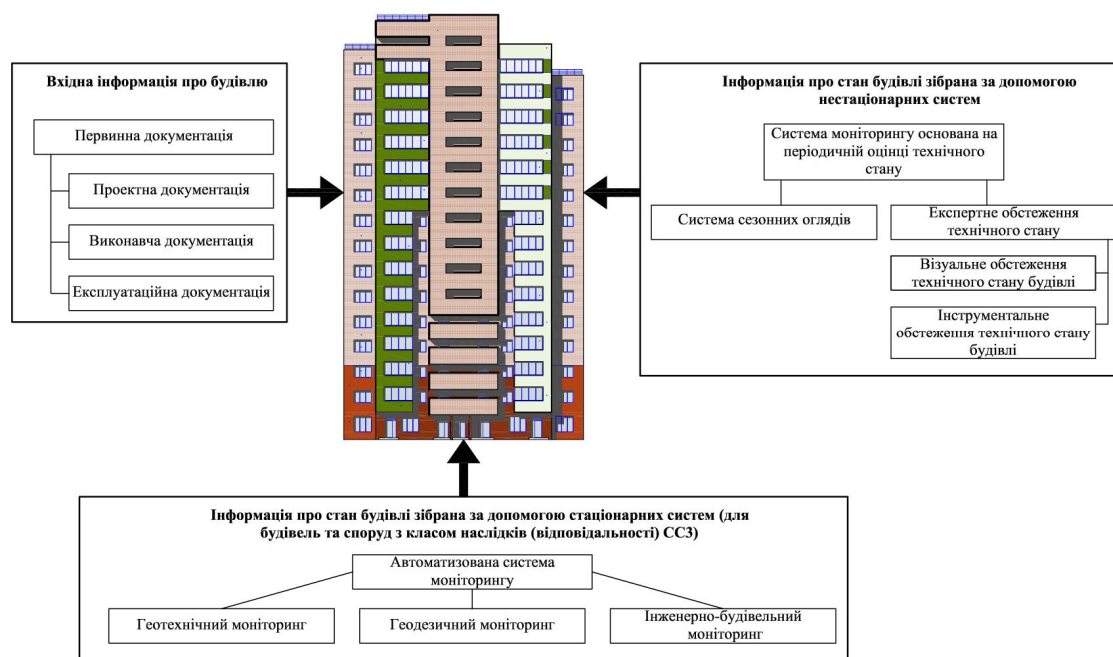 Вхідна інформація про будівлю
Первинна документація
Проектна документація
Виконавча документація
Експлуатаційна документація
Інформація про стан будівлі зібрана за допомогою
нестаціонарних систем
Система моніторингу основана на
періодичній оцінці технічного
стану
Система сезонних оглядів
Експертне обстеження
технічного стану
Візуальне обстеження
технічного стану будівлі
Інструментальне
обстеження технічного стану
будівлі
Інформація про стан будівлі зібрана за допомогою стаціонарних систем (для
будівель та споруд з класом наслідків (відповідальності) СС3)
Автоматизована система
моніторингу
Геотехнічний моніторинг
Геодезичний моніторинг
Інженерно-будівельний
моніторинг